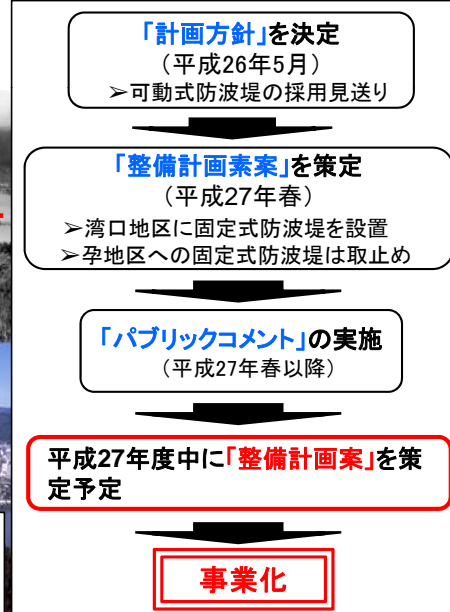 「計画方針」を決定
（平成26年5月）
➢可動式防波堤の採用見送り
「整備計画素案」を策定
（平成27年春）
➢湾口地区に固定式防波堤を設置
➢孕地区への固定式防波堤は取止め
「パブリックコメント」の実施
（平成27年春以降）
平成27年度中に「整備計画案」を策
定予定
事業化